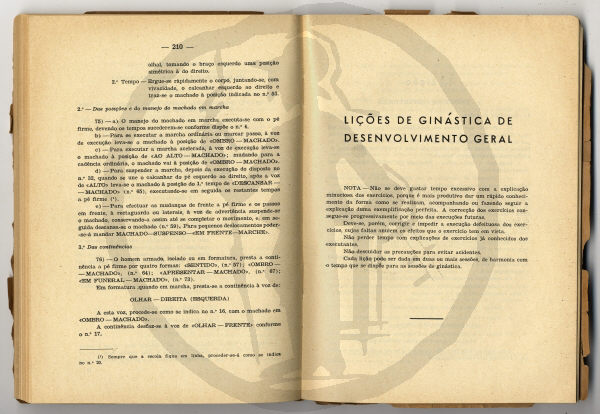 — 210 —
olhal, tomando o braço esquerdo uma posição
simétrica à do direito.
2.º Tempo — Ergue-se ràpidamente o corpo, juntando-se, com
vivacidade, o calcanhar esquerdo ao direito e
traz-se o machado à posição indicada no n.º 53.
2.º — Das posições e do manejo do machado em marcha
75) — a) O manejo do machado em marcha, executa-se com o pé
firme, devendo os tempos sucederem-se conforme dispõe o n.º 4.
b) — Para se executar a marcha ordinária ou marcar passo, à voz
de execução leva-se o machado à posição de «OMBRO — MACHADO».
c) — Para executar a marcha acelerada, à voz de execução leva-se
o machado à posição de «AO ALTO — MACHADO»; mudando para a
cadência ordinária, o machado vai à posição de «OMBRO — MACHADO».
d) — Para suspender a marcha, depois da execução do disposto no
n.º 32, quando se une o calcanhar do pé esquerdo ao direito, após a voz
de «ALTO» leva-se o machado à posição do 3.º tempo de «DESCANSAR —
— MACHADO» (n.º 65), executando-se em seguida os restantes tempos
a pé firme (¹).
e) — Para efectuar as mudanças de frente a pé firme e os passos
em frente, à rectaguarda ou laterais, à voz de advertência suspende-se
o machado, conservando-a assim até se completar o movimento, e em se-
guida descansa-se o machado (n.º 59). Para pequenos deslocamentos poder-
-se-á mandar MACHADO—SUSPENSO—«EM FRENTE—MARCHE».
3.º Das continências
76) — O homem armado, isolado ou em formatura, presta a conti-
nência a pé firme por quatro formas: «SENTIDO», (n.º 57); «OMBRO —
— MACHADO», (n.º 64); «APRESENTAR — MACHADO», (n.º 67);
«EM FUNERAL — MACHADO», (n.º 73).
Em formatura quando em marcha, presta-se a continência à voz de:
OLHAR — DIREITA (ESQUERDA)
A esta voz, procede-se como se indica no n.º 16, com o machado em
«OMBRO — MACHADO».
A continência desfaz-se à voz de «OLHAR — FRENTE» conforme
o n.º 17.
(¹) Sempre que a escola fique em linha, proceder-se-á como se indica
no n.º 20.
LIÇÕES DE GINÁSTICA DE
DESENVOLVIMENTO GERAL
NOTA — Não se deve gastar tempo excessivo com a explicação
minuciosa dos exercícios, porque é mais produtivo dar um rápido conheci-
mento da forma como se realizam, acompanhando ou fazendo seguir a
explicação duma exemplificação perfeita. A correcção dos exercícios con-
segue-se progressivamente por meio das execuções futuras.
Deve-se, porém, corrigir e impedir a execução defeituosa dos exer-
cícios, cujas faltas anulem os efeitos que o exercício tem em vista.
Não perder tempo com explicações de exercícios já conhecidos dos
executantes.
Não descuidar as precauções para evitar acidentes.
Cada lição pode ser dada em duas ou mais sessões, de harmonia com
o tempo que se dispõe para as sessões de ginástica.